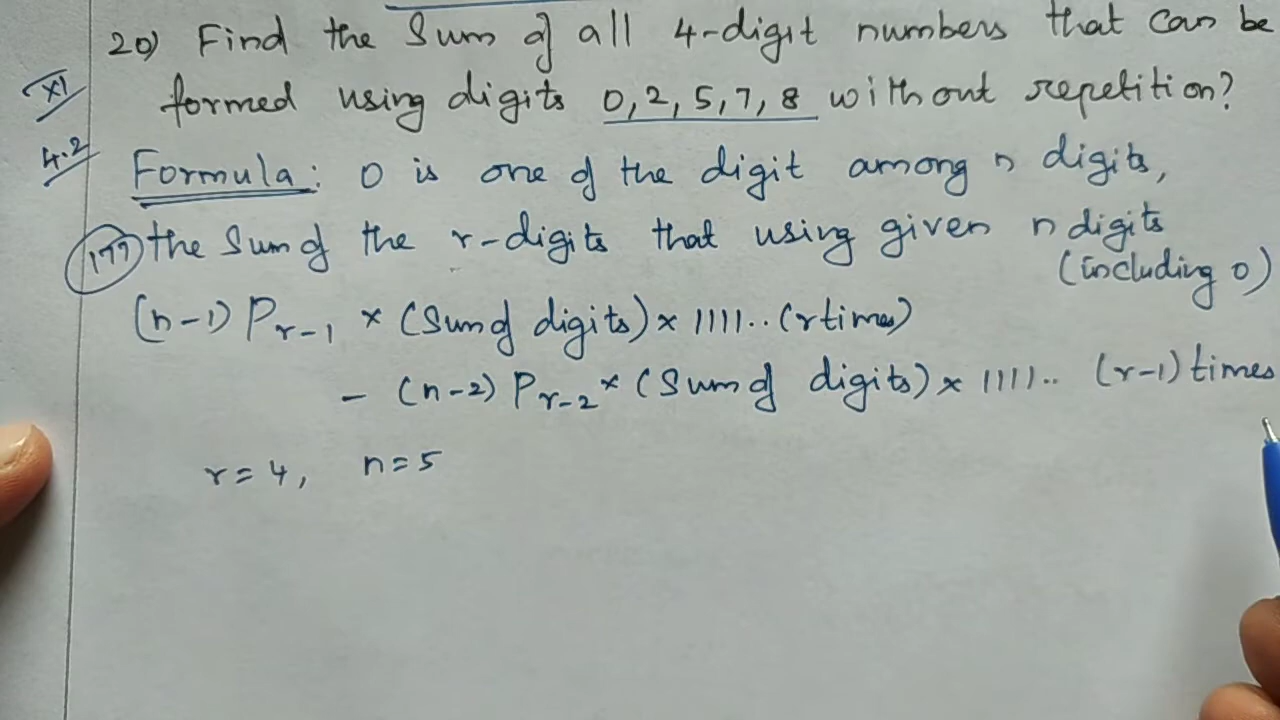 20) Find the Sum of all 4-digit numbers that can be
XI formed using digits 0, 2, 5, 7, 8 without repetition?
4.2 Formula: 0 is one of the digit among n digits,
177 the Sum of the r-digits that using given n digits
(including 0)
(n-1) P r-1 × (Sum of digits) × 1111.. (r times)
- (n-2) P r-2 × (Sum of digits) × 1111.. (r-1) times
r = 4, n = 5